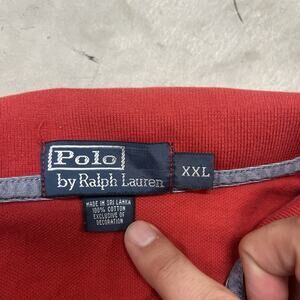 Polo
by Ralph Lauren
XXL
MADE IN SRI LANKA
100% COTTON
EXCLUSIVE OF
DECORATION